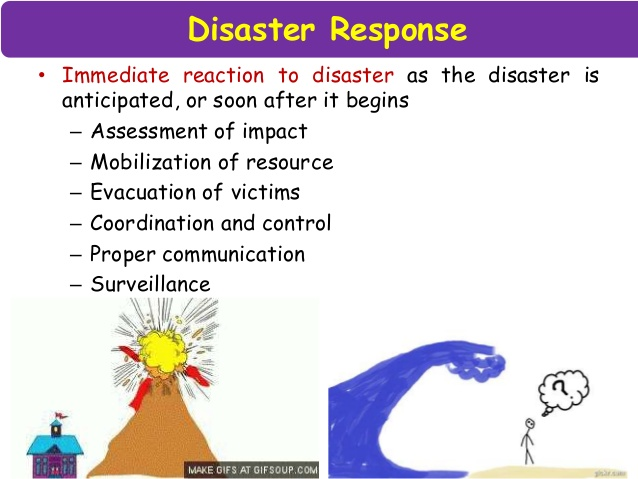 Disaster Response
• Immediate reaction to disaster as the disaster is
anticipated, or soon after it begins
– Assessment of impact
– Mobilization of resource
– Evacuation of victims
– Coordination and control
– Proper communication
– Surveillance
?
MAKE GIFS AT GIFSOUP.COM